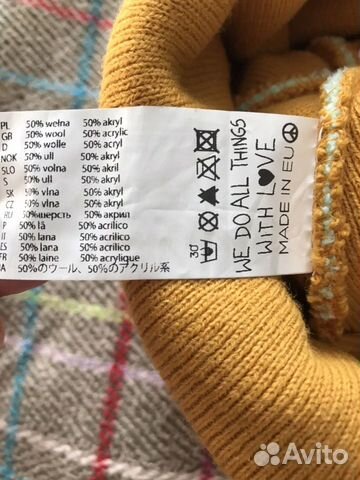 PL 50% wełna 50% akryl
GB 50% wool 50% acrylic
D 50% wolle 50% acryl
NOK 50% ull 50% akryl
SLO 50% volna 50% akril
S 50% ull 50% akryl
SK 50% vlna 50% akryl
CZ 50% vlna 50% akryl
RU 50%шерсть 50% акрил
P 50% lã 50% acrílico
IT 50% lana 50% acrilico
ES 50% lana 50% acrílico
FR 50% laine 50% acrylique
50%のウール、50%のアクリル系
30
WE DO ALL THINGS
WITH LOVE
MADE IN EU
Avito